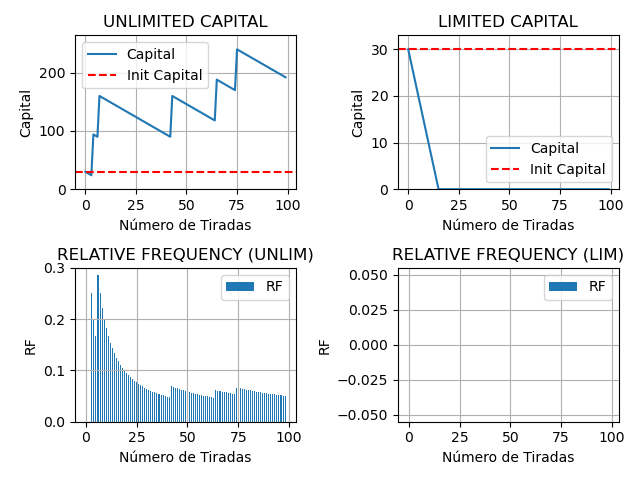 UNLIMITED CAPITAL
Capital
Init Capital
200
100
0
Capital
0 25 50 75 100
Número de Tiradas
LIMITED CAPITAL
30
20
10
0
Capital
Capital
Init Capital
0 25 50 75 100
Número de Tiradas
RELATIVE FREQUENCY (UNLIM)
RF
0.3
0.2
0.1
0.0
RF
0 25 50 75 100
Número de Tiradas
RELATIVE FREQUENCY (LIM)
RF
0.050
0.025
0.000
−0.025
−0.050
RF
0 25 50 75 100
Número de Tiradas